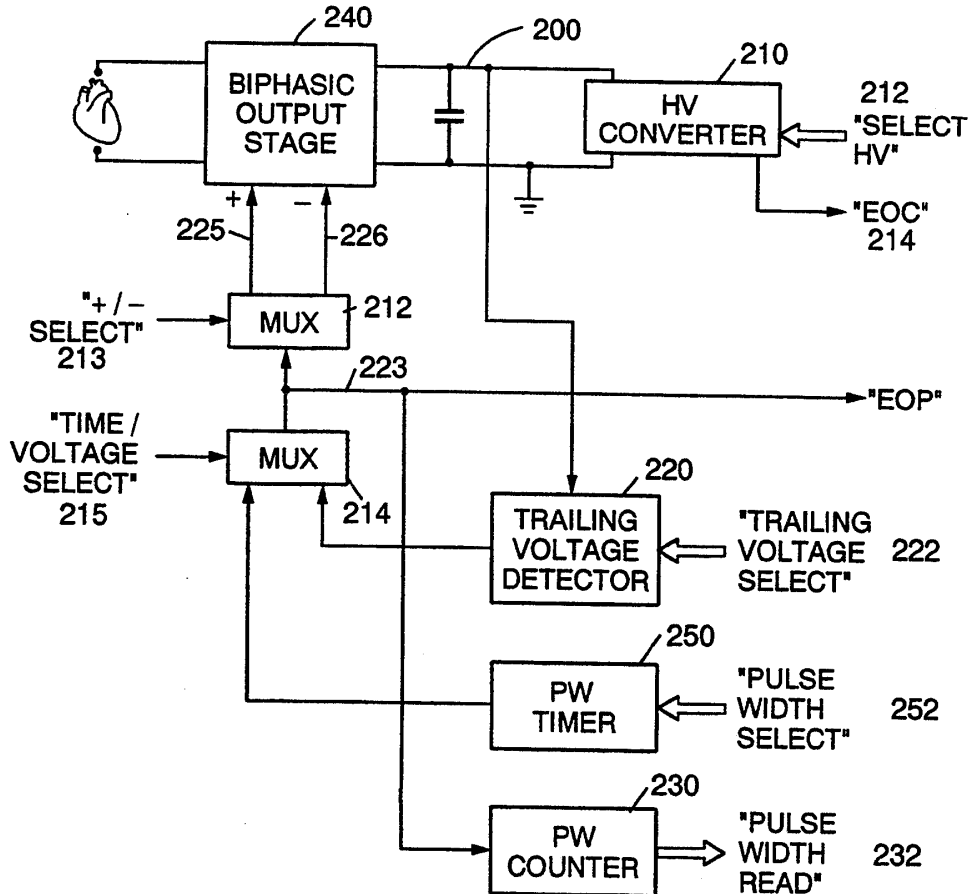 240
200
210
BIPHASIC
OUTPUT
STAGE
HV
CONVERTER
212
"SELECT
HV"
"EOC"
214
+
−
225
226
"+ / −
SELECT"
213
MUX
212
223
"EOP"
"TIME /
VOLTAGE
SELECT"
215
MUX
214
220
TRAILING
VOLTAGE
DETECTOR
"TRAILING
VOLTAGE
SELECT"
222
250
PW
TIMER
"PULSE
WIDTH
SELECT"
252
230
PW
COUNTER
"PULSE
WIDTH
READ"
232